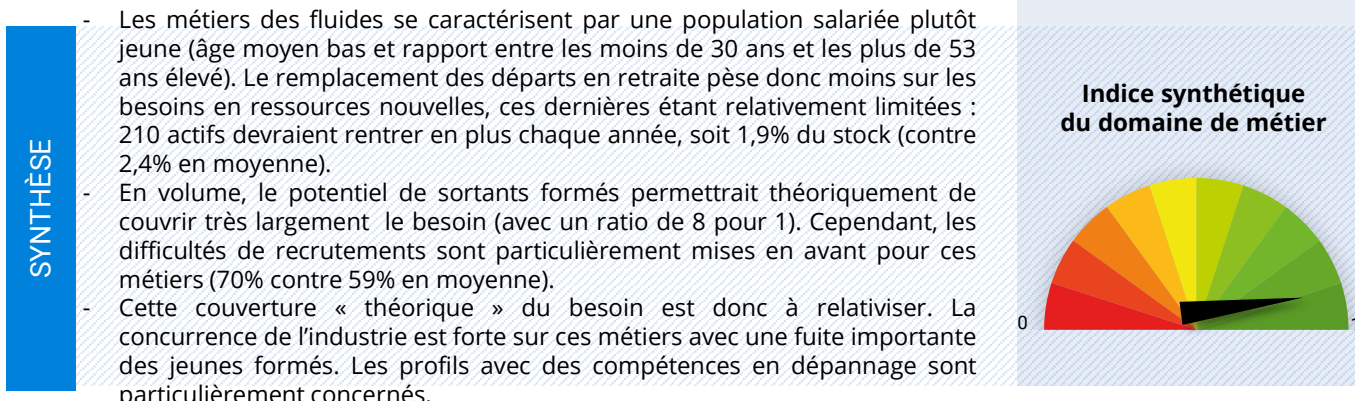 - Les métiers des fluides se caractérisent par une population salariée plutôt
jeune (âge moyen bas et rapport entre les moins de 30 ans et les plus de 53
ans élevé). Le remplacement des départs en retraite pèse donc moins sur les
besoins en ressources nouvelles, ces dernières étant relativement limitées :
210 actifs devraient rentrer en plus chaque année, soit 1,9% du stock (contre
2,4% en moyenne).
- En volume, le potentiel de sortants formés permettrait théoriquement de
couvrir très largement le besoin (avec un ratio de 8 pour 1). Cependant, les
difficultés de recrutements sont particulièrement mises en avant pour ces
métiers (70% contre 59% en moyenne).
- Cette couverture « théorique » du besoin est donc à relativiser. La
concurrence de l’industrie est forte sur ces métiers avec une fuite importante
des jeunes formés. Les profils avec des compétences en dépannage sont
particulièrement concernés.
SYNTHÈSE
Indice synthétique
du domaine de métier
0